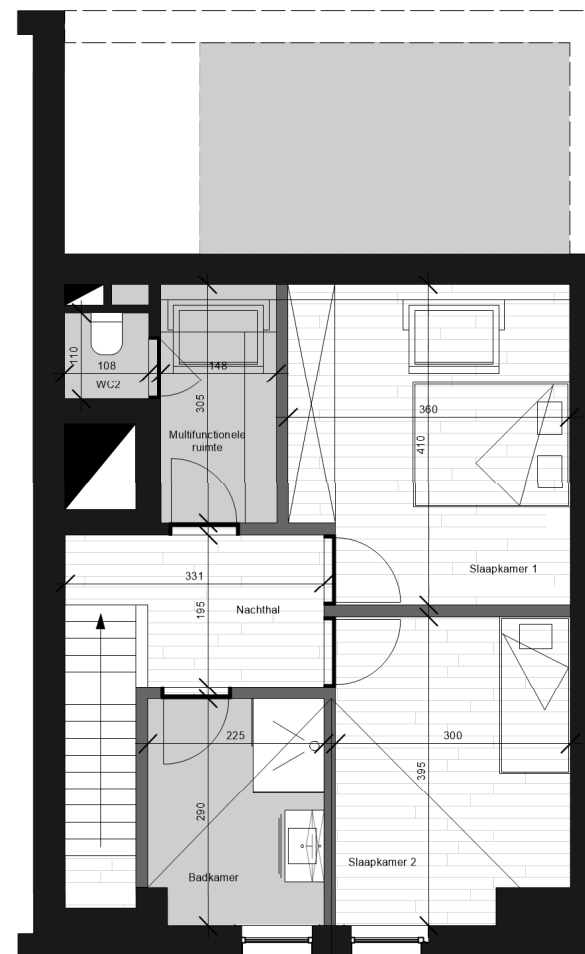 110
108
WC2
148
305
Multifunctionele
ruimte
360
410
Slaapkamer 1
331
195
Nachthal
225
300
290
395
Slaapkamer 2
Badkamer